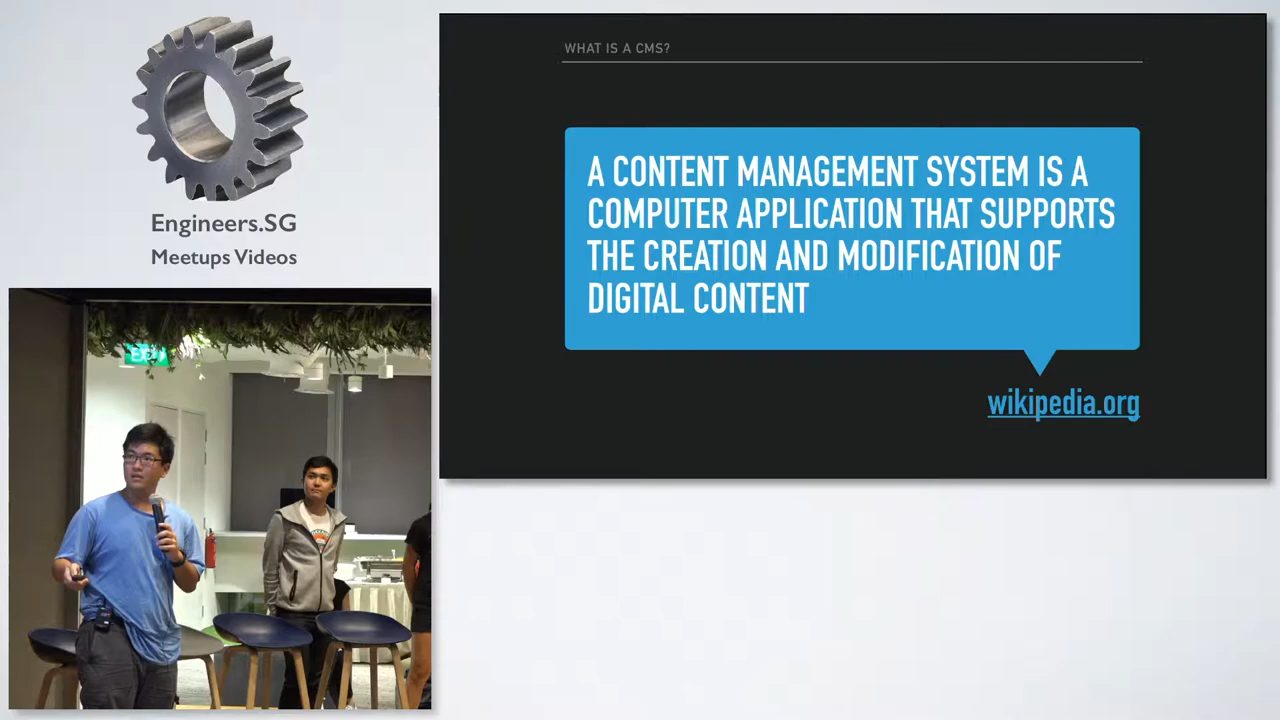 Engineers.SG
Meetups Videos
WHAT IS A CMS?
A CONTENT MANAGEMENT SYSTEM IS A
COMPUTER APPLICATION THAT SUPPORTS
THE CREATION AND MODIFICATION OF
DIGITAL CONTENT
wikipedia.org
EXIT